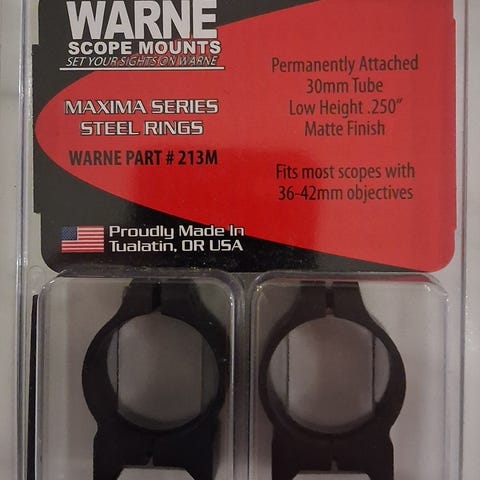 WARNE
SCOPE MOUNTS
SET YOUR SIGHTS ON WARNE
MAXIMA SERIES
STEEL RINGS
WARNE PART # 213M
Permanently Attached
30mm Tube
Low Height .250"
Matte Finish
Fits most scopes with
36-42mm objectives
Proudly Made In
Tualatin, OR USA